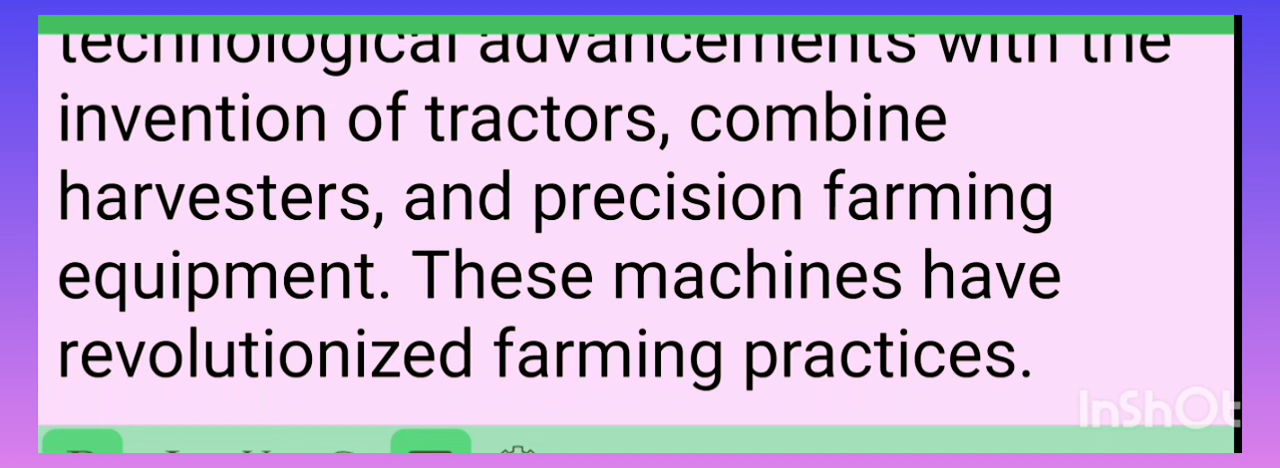 technological advancements with the
invention of tractors, combine
harvesters, and precision farming
equipment. These machines have
revolutionized farming practices.
InShOt